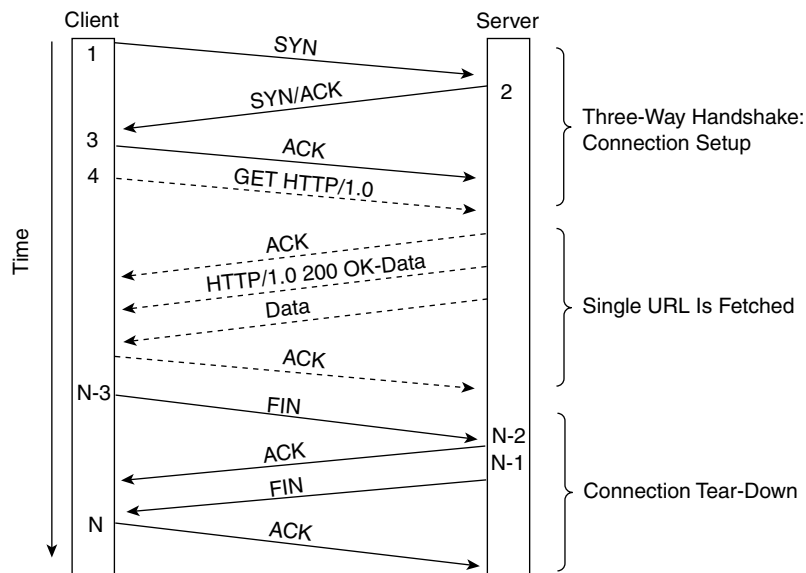 Client
Server
1
SYN
2
SYN/ACK
Three-Way Handshake:
Connection Setup
3
ACK
4
GET HTTP/1.0
Time
ACK
HTTP/1.0 200 OK-Data
Data
Single URL Is Fetched
ACK
N-3
FIN
N-2
ACK
N-1
FIN
Connection Tear-Down
N
ACK